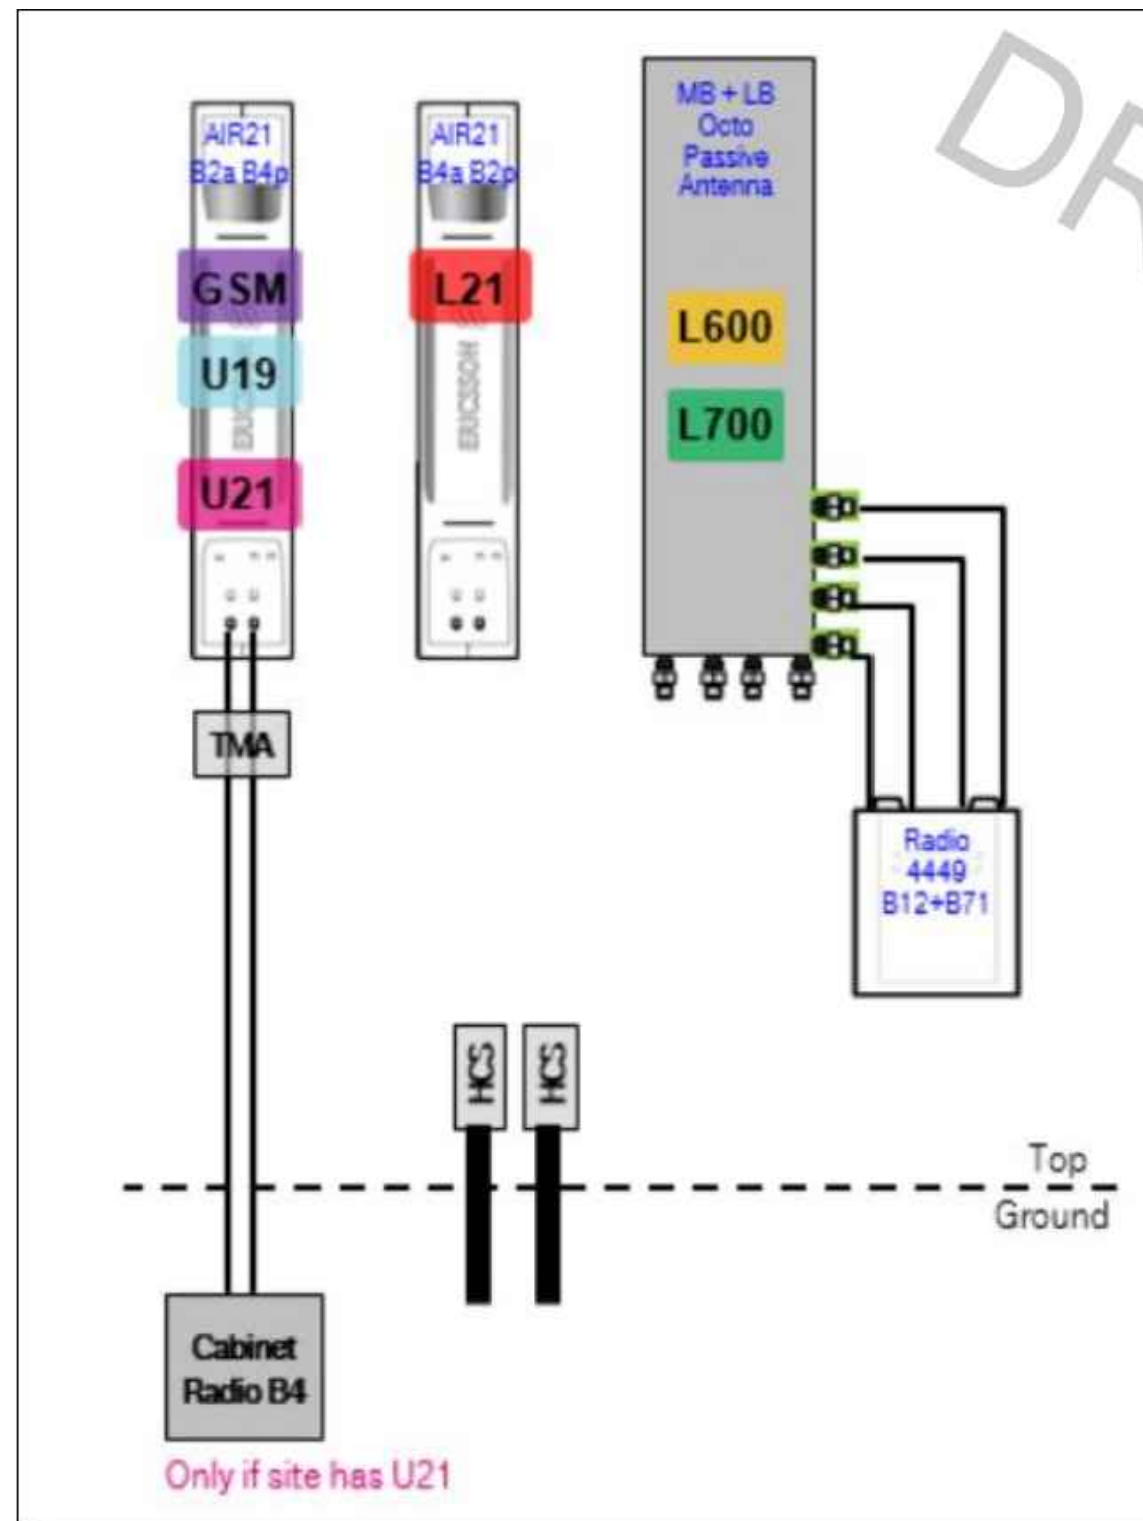 AIR21
B2a B4p
GSM
U19
ERICSSON
U21
TMA
AIR21
B4a B2p
L21
ERICSSON
MB + LB
Octo
Passive
Antenna
L600
L700
Radio
4449
B12+B71
HCS
HCS
Top
Ground
Cabinet
Radio B4
Only if site has U21